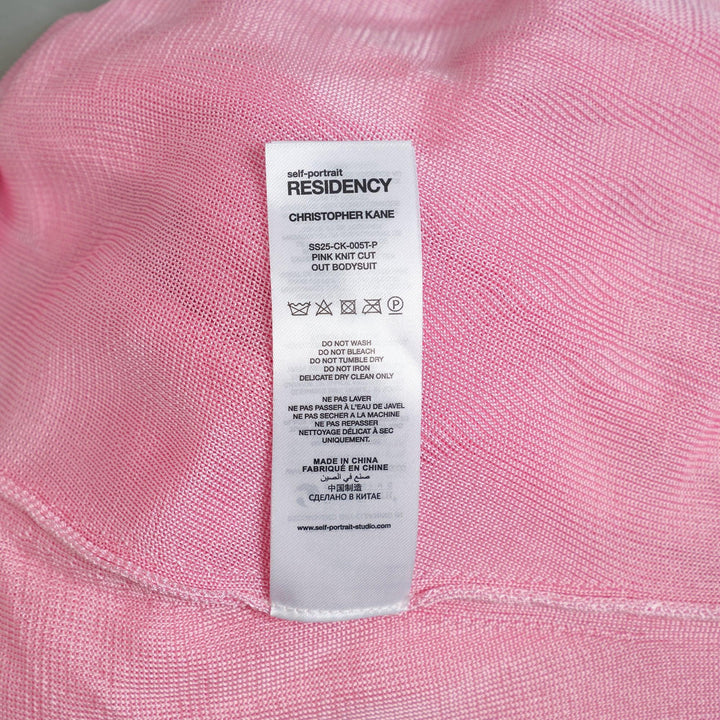 self-portrait
RESIDENCY
CHRISTOPHER KANE
SS25-CK-005T-P
PINK KNIT CUT
OUT BODYSUIT
P
DO NOT WASH
DO NOT BLEACH
DO NOT TUMBLE DRY
DO NOT IRON
DELICATE DRY CLEAN ONLY
NE PAS LAVER
NE PAS PASSER À L'EAU DE JAVEL
NE PAS SECHER A LA MACHINE
NE PAS REPASSER
NETTOYAGE DÉLICAT À SEC
UNIQUEMENT.
MADE IN CHINA
FABRIQUÉ EN CHINE
صنع في الصين
中国制造
СДЕЛАНО В КИТАЕ
www.self-portrait-studio.com